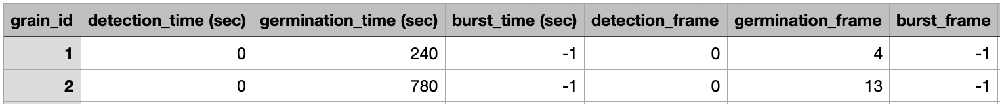 grain_id detection_time (sec) germination_time (sec) burst_time (sec) detection_frame germination_frame burst_frame
1 0 240 -1 0 4 -1
2 0 780 -1 0 13 -1